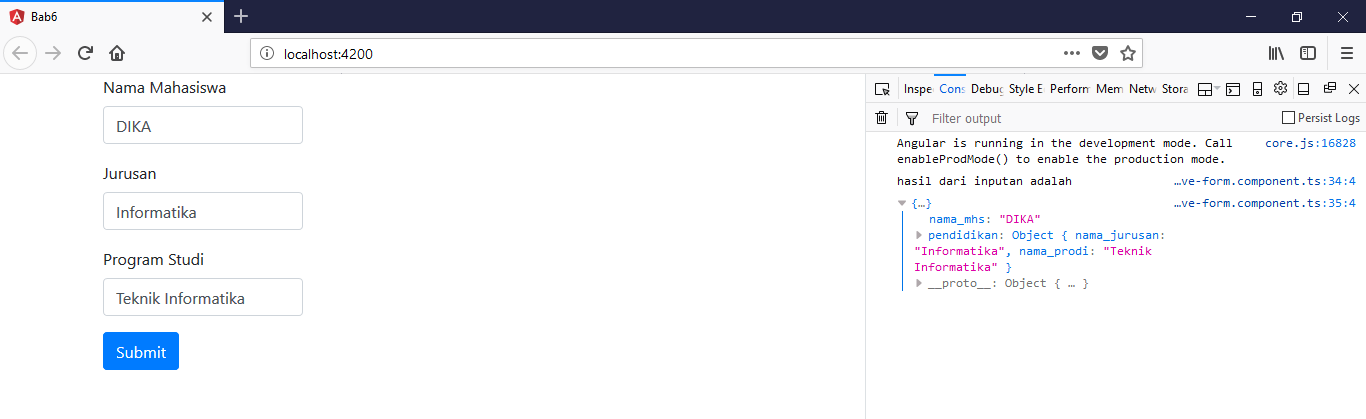 Bab6
localhost:4200
Nama Mahasiswa
DIKA
Jurusan
Informatika
Program Studi
Teknik Informatika
Submit
Inspe Cons Debug Style E Perform Mem Netw Stora
Filter output Persist Logs
Angular is running in the development mode. Call core.js:16828
enableProdMode() to enable the production mode.
hasil dari inputan adalah …ve-form.component.ts:34:4
{…} …ve-form.component.ts:35:4
nama_mhs: "DIKA"
pendidikan: Object { nama_jurusan:
"Informatika", nama_prodi: "Teknik
Informatika" }
__proto__: Object { … }